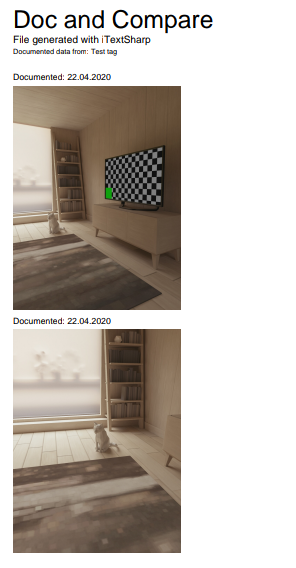 Doc and Compare
File generated with iTextSharp
Documented data from: Test tag
Documented: 22.04.2020
Documented: 22.04.2020